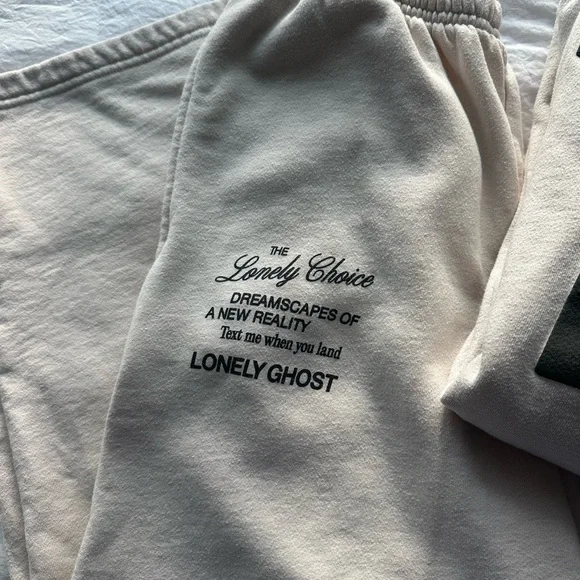 THE
Lonely Choice
DREAMSCAPES OF
A NEW REALITY
Text me when you land
LONELY GHOST